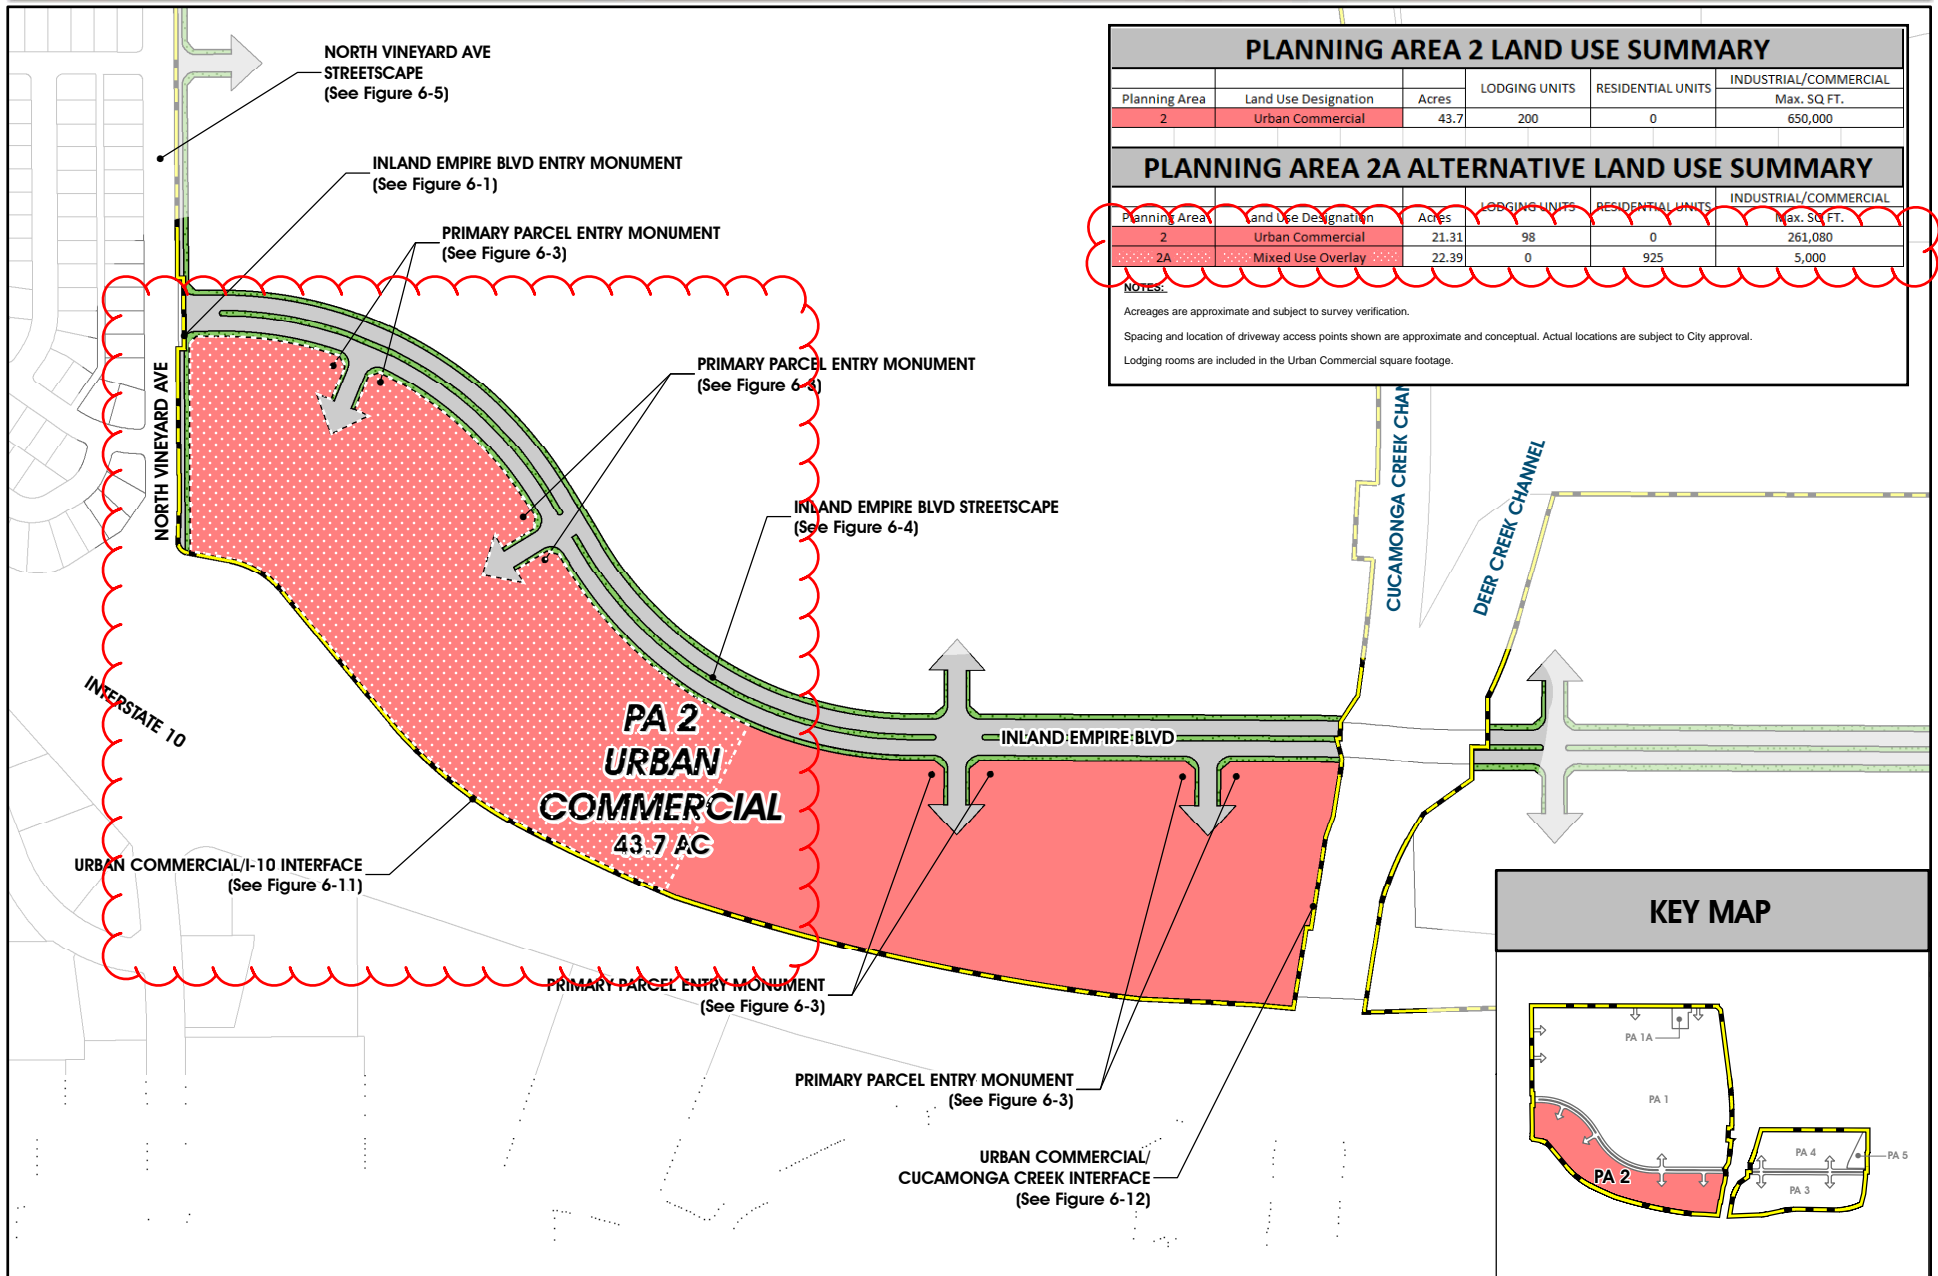 NORTH VINEYARD AVE
STREETSCAPE
(See Figure 6-5)
INLAND EMPIRE BLVD ENTRY MONUMENT
(See Figure 6-1)
PRIMARY PARCEL ENTRY MONUMENT
(See Figure 6-3)
PRIMARY PARCEL ENTRY MONUMENT
(See Figure 6-3)
INLAND EMPIRE BLVD STREETSCAPE
(See Figure 6-4)
PLANNING AREA 2 LAND USE SUMMARY
Planning Area Land Use Designation Acres LODGING UNITS RESIDENTIAL UNITS INDUSTRIAL/COMMERCIAL Max. SQ FT.
2 Urban Commercial 43.7 200 0 650,000
PLANNING AREA 2A ALTERNATIVE LAND USE SUMMARY
Planning Area Land Use Designation Acres LODGING UNITS RESIDENTIAL UNITS INDUSTRIAL/COMMERCIAL Max. SQ FT.
2 Urban Commercial 21.31 98 0 261,080
2A Mixed Use Overlay 22.39 0 925 5,000
NOTES:
Acreages are approximate and subject to survey verification.
Spacing and location of driveway access points shown are approximate and conceptual. Actual locations are subject to City approval.
Lodging rooms are included in the Urban Commercial square footage.
NORTH VINEYARD AVE
CUCAMONGA CREEK CHAN
DEER CREEK CHANNEL
INTERSTATE 10
PA 2
URBAN
COMMERCIAL
43.7 AC
INLAND EMPIRE BLVD
URBAN COMMERCIAL/I-10 INTERFACE
(See Figure 6-11)
PRIMARY PARCEL ENTRY MONUMENT
(See Figure 6-3)
PRIMARY PARCEL ENTRY MONUMENT
(See Figure 6-3)
URBAN COMMERCIAL/
CUCAMONGA CREEK INTERFACE
(See Figure 6-12)
KEY MAP
PA 1A
PA 1
PA 2
PA 4
PA 5
PA 3